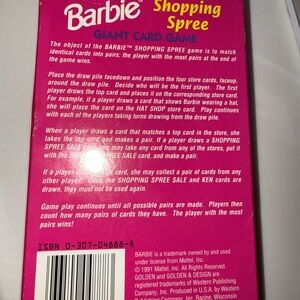 Barbie Shopping
Spree
GIANT CARD GAME
The object of the BARBIE™ SHOPPING SPREE game is to match
identical cards into pairs; the player with the most pairs at the end of
the game wins.
Place the draw pile facedown and position the four store cards, faceup,
around the draw pile. Decide who will be the first player. The first
player draws the top card and places it on the corresponding store card.
For example, if a player draws a card that shows Barbie wearing a hat,
she will place the card on the HAT SHOP store card. Play continues
with each of the players taking turns drawing from the draw pile.
When a player draws a card that matches a top card in the store, she
takes the top card and makes a pair. If a player draws a SHOPPING
SPREE SALE card, she may take any card from any of the stores, put it
with the SHOPPING SPREE SALE card, and make a pair.
If a player draws a KEN card, she may collect a pair of cards from any
other player. Once the SHOPPING SPREE SALE and KEN cards are
drawn, they must not be used again.
Game play continues until all possible pairs are made. Players then
count how many pairs of cards they have. The player with the most
pairs wins!
ISBN 0-307-04688-8
BARBIE is a trademark owned by and used
under license from Mattel, Inc.
© 1991 Mattel, Inc. All Rights Reserved.
GOLDEN and GOLDEN & DESIGN are
registered trademarks of Western Publishing
Company, Inc. Produced in U.S.A. by Western
Publishing Company, Inc., Racine, Wisconsin